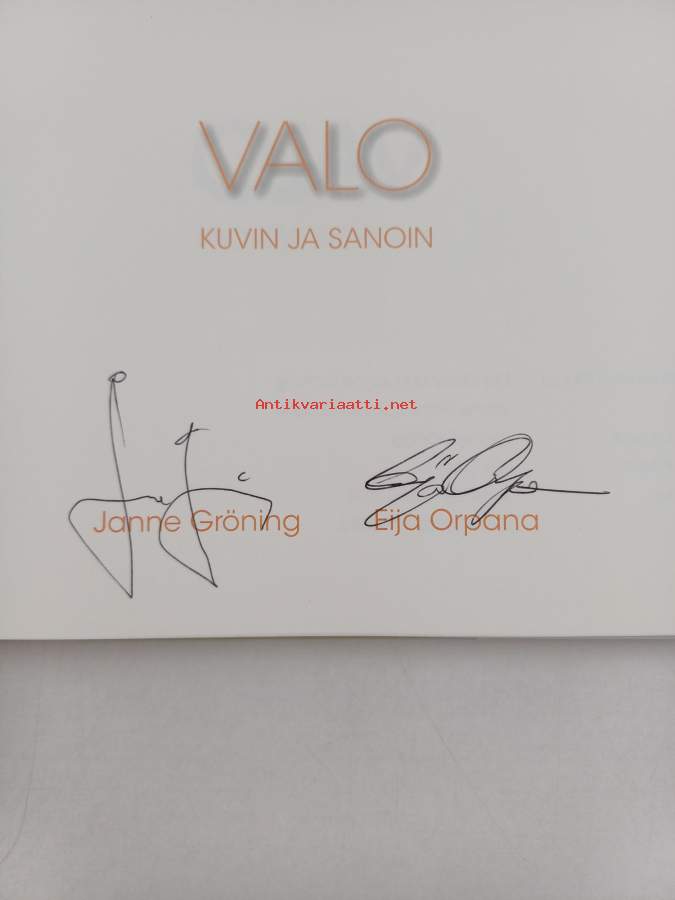 VALO
KUVIN JA SANOIN
Antikvariaatti.net
Janne Gröning
Eija Orpana